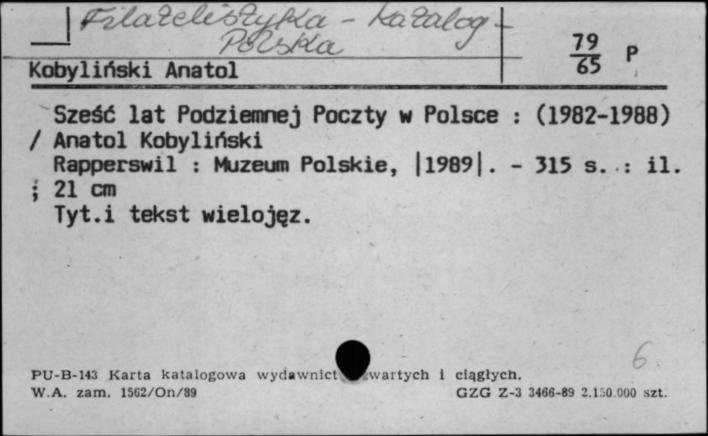 Filatelistyka - katalog -
Polska
79
65 P
Kobyliński Anatol
Sześć lat Podziemnej Poczty w Polsce : (1982-1988)
/ Anatol Kobyliński
Rapperswil : Muzeum Polskie, |1989|. - 315 s. : il.
; 21 cm
Tyt.i tekst wielojęz.
6.
PU-B-143 Karta katalogowa wydawnict wartych i ciągłych.
W.A. zam. 1562/On/89 GZG Z-3 3466-89 2.150.000 szt.